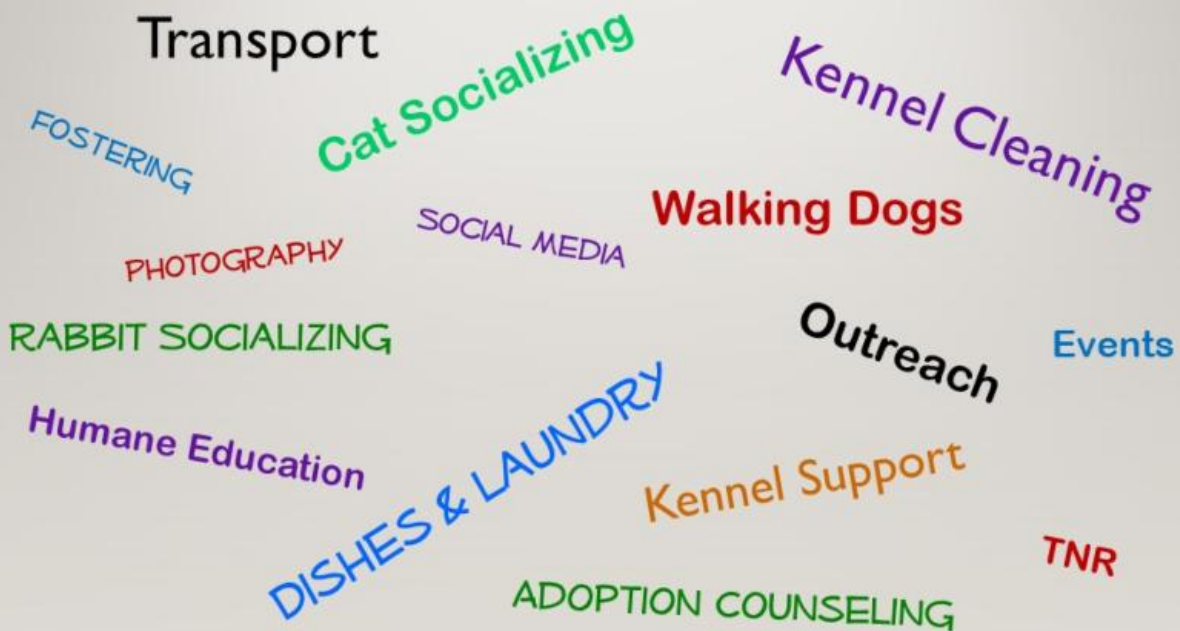 Transport
Cat Socializing
Kennel Cleaning
FOSTERING
Walking Dogs
SOCIAL MEDIA
PHOTOGRAPHY
RABBIT SOCIALIZING
Outreach
Events
Humane Education
DISHES & LAUNDRY
Kennel Support
TNR
ADOPTION COUNSELING